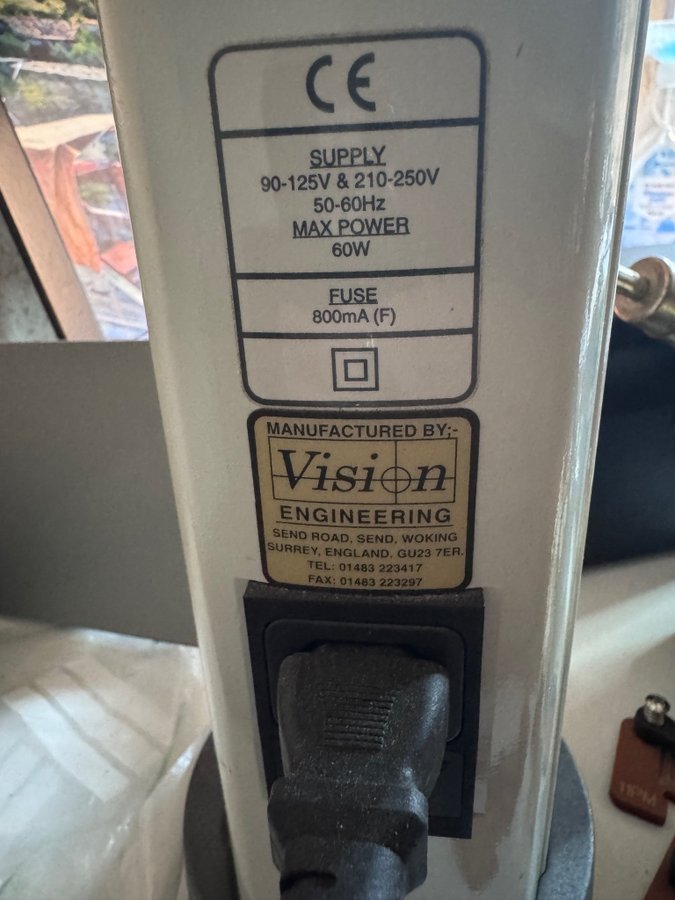 CE
SUPPLY
90-125V & 210-250V
50-60Hz
MAX POWER
60W
FUSE
800mA (F)
MANUFACTURED BY;-
Vision
ENGINEERING
SEND ROAD, SEND, WOKING
SURREY, ENGLAND. GU23 7ER.
TEL: 01483 223417
FAX: 01483 223297